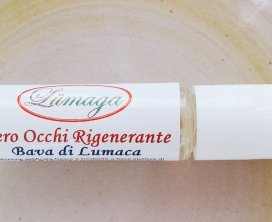 Lumaga
ero Occhi Rigenerante
Bava di Lumaca